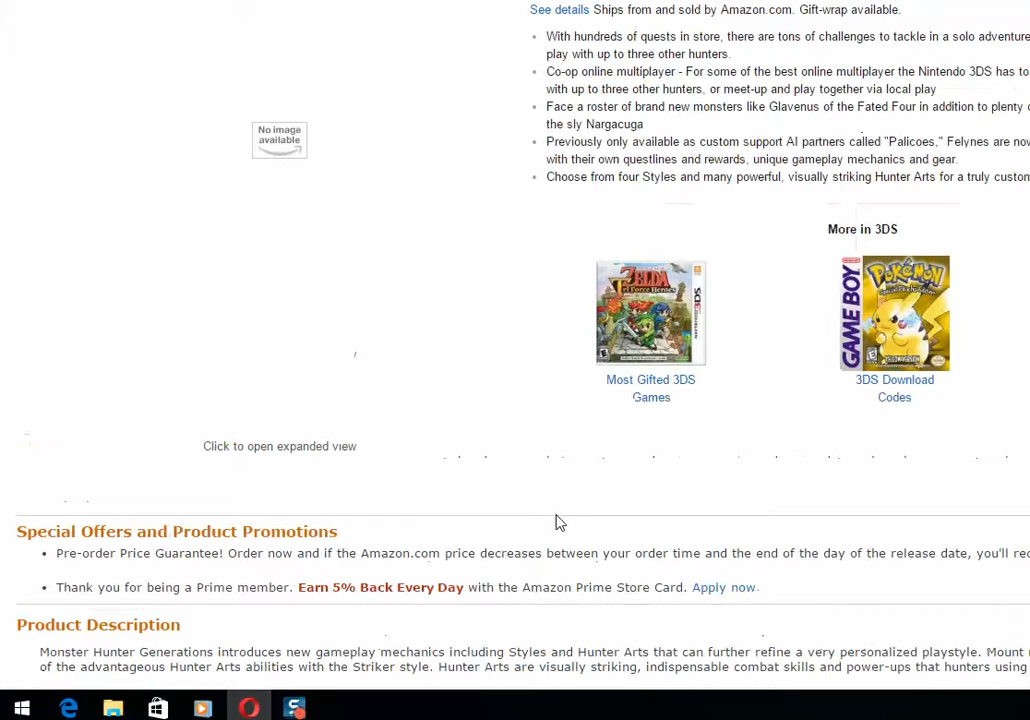 See details Ships from and sold by Amazon.com. Gift-wrap available.
With hundreds of quests in store, there are tons of challenges to tackle in a solo adventure
play with up to three other hunters.
Co-op online multiplayer - For some of the best online multiplayer the Nintendo 3DS has to
with up to three other hunters, or meet-up and play together via local play
Face a roster of brand new monsters like Glavenus of the Fated Four in addition to plenty
the sly Nargacuga
Previously only available as custom support AI partners called "Palicoes," Felynes are now
with their own questlines and rewards, unique gameplay mechanics and gear.
Choose from four Styles and many powerful, visually striking Hunter Arts for a truly custom
No image
available
More in 3DS
ZELDA
Tri Force Heroes
NINTENDO 3DS
GAME BOY
Pokémon
Most Gifted 3DS
Games
3DS Download
Codes
Click to open expanded view
Special Offers and Product Promotions
Pre-order Price Guarantee! Order now and if the Amazon.com price decreases between your order time and the end of the day of the release date, you'll
Thank you for being a Prime member. Earn 5% Back Every Day with the Amazon Prime Store Card. Apply now.
Product Description
Monster Hunter Generations introduces new gameplay mechanics including Styles and Hunter Arts that can further refine a very personalized playstyle. Mount
of the advantageous Hunter Arts abilities with the Striker style. Hunter Arts are visually striking, indispensable combat skills and power-ups that hunters using